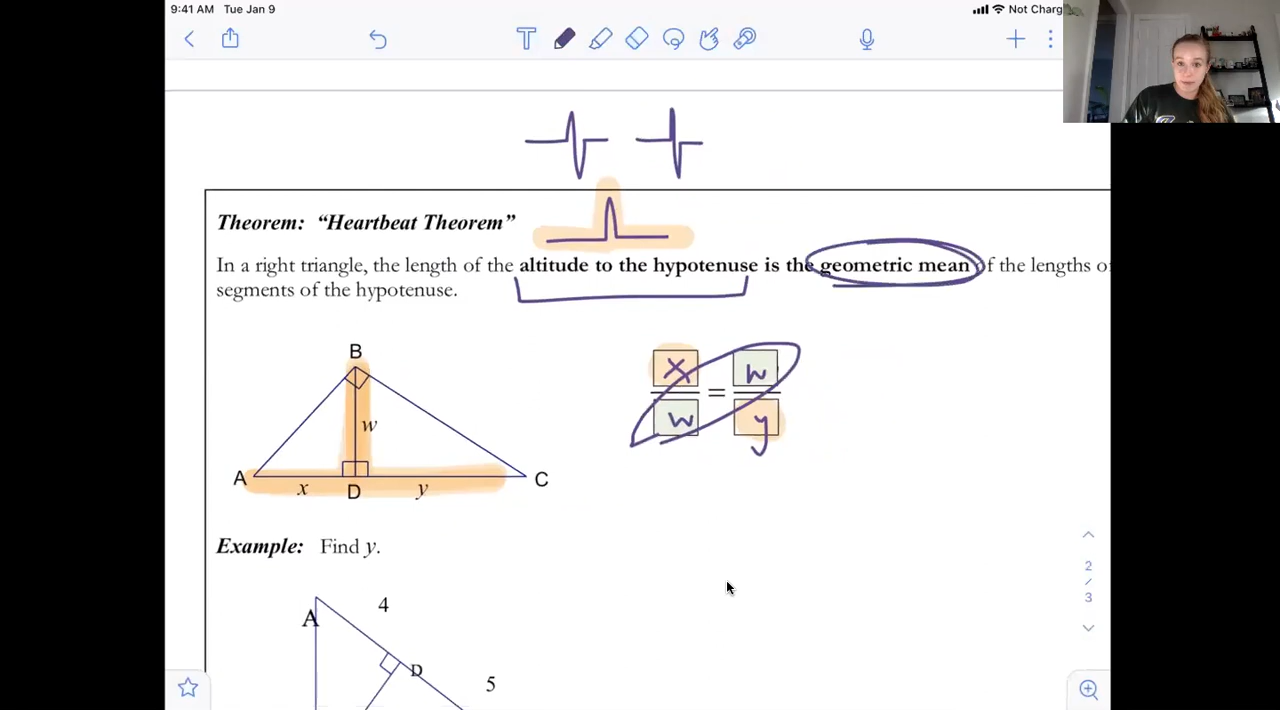 9:41 AM Tue Jan 9
Not Charg
Theorem: “Heartbeat Theorem”
In a right triangle, the length of the altitude to the hypotenuse is the geometric mean of the lengths o
segments of the hypotenuse.
x w
w y
=
B
w
A D C
x y
Example: Find y.
4
A
D
5
2
/
3